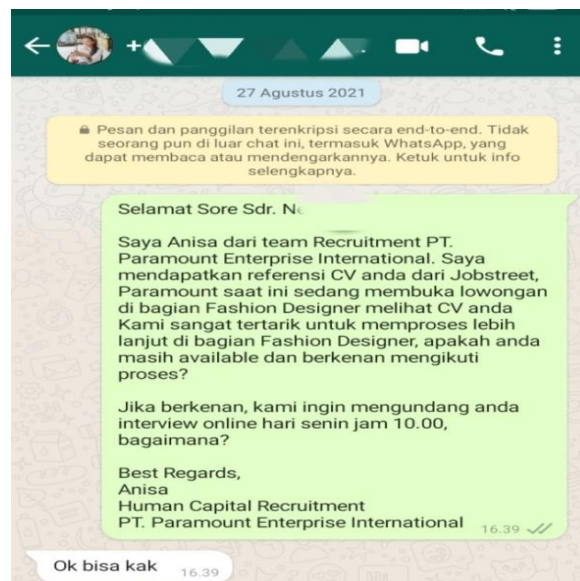 27 Agustus 2021
Pesan dan panggilan terenkripsi secara end-to-end. Tidak
seorang pun di luar chat ini, termasuk WhatsApp, yang
dapat membaca atau mendengarkannya. Ketuk untuk info
selengkapnya.
Selamat Sore Sdr.
Saya Anisa dari team Recruitment PT.
Paramount Enterprise International. Saya
mendapatkan referensi CV anda dari Jobstreet,
Paramount saat ini sedang membuka lowongan
di bagian Fashion Designer melihat CV anda
Kami sangat tertarik untuk memproses lebih
lanjut di bagian Fashion Designer, apakah anda
masih available dan berkenan mengikuti
proses?
Jika berkenan, kami ingin mengundang anda
interview online hari senin jam 10.00,
bagaimana?
Best Regards,
Anisa
Human Capital Recruitment
PT. Paramount Enterprise International 16.39
Ok bisa kak 16.39